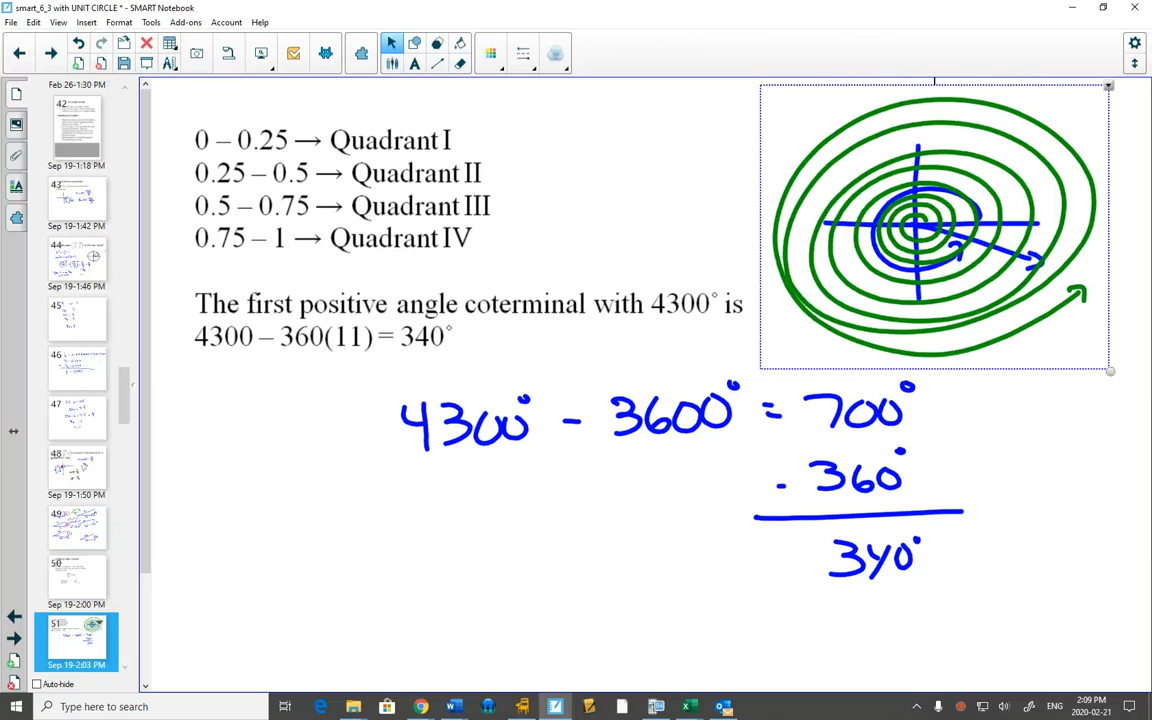 smart_6_3 with UNIT CIRCLE * - SMART Notebook
File Edit View Insert Format Tools Add-ons Account Help
Feb 26-1:30 PM
42
Sep 19-1:18 PM
43
Sep 19-1:42 PM
44
Sep 19-1:46 PM
45
46
47
48
Sep 19-1:50 PM
49
50
Sep 19-2:00 PM
51
Sep 19-2:03 PM
Auto-hide
0 – 0.25 → Quadrant I
0.25 – 0.5 → Quadrant II
0.5 – 0.75 → Quadrant III
0.75 – 1 → Quadrant IV
The first positive angle coterminal with 4300° is
4300 – 360(11) = 340°
4300° - 3600° = 700°
- 360°
340°
Type here to search
ENG
2:09 PM
2020-02-21